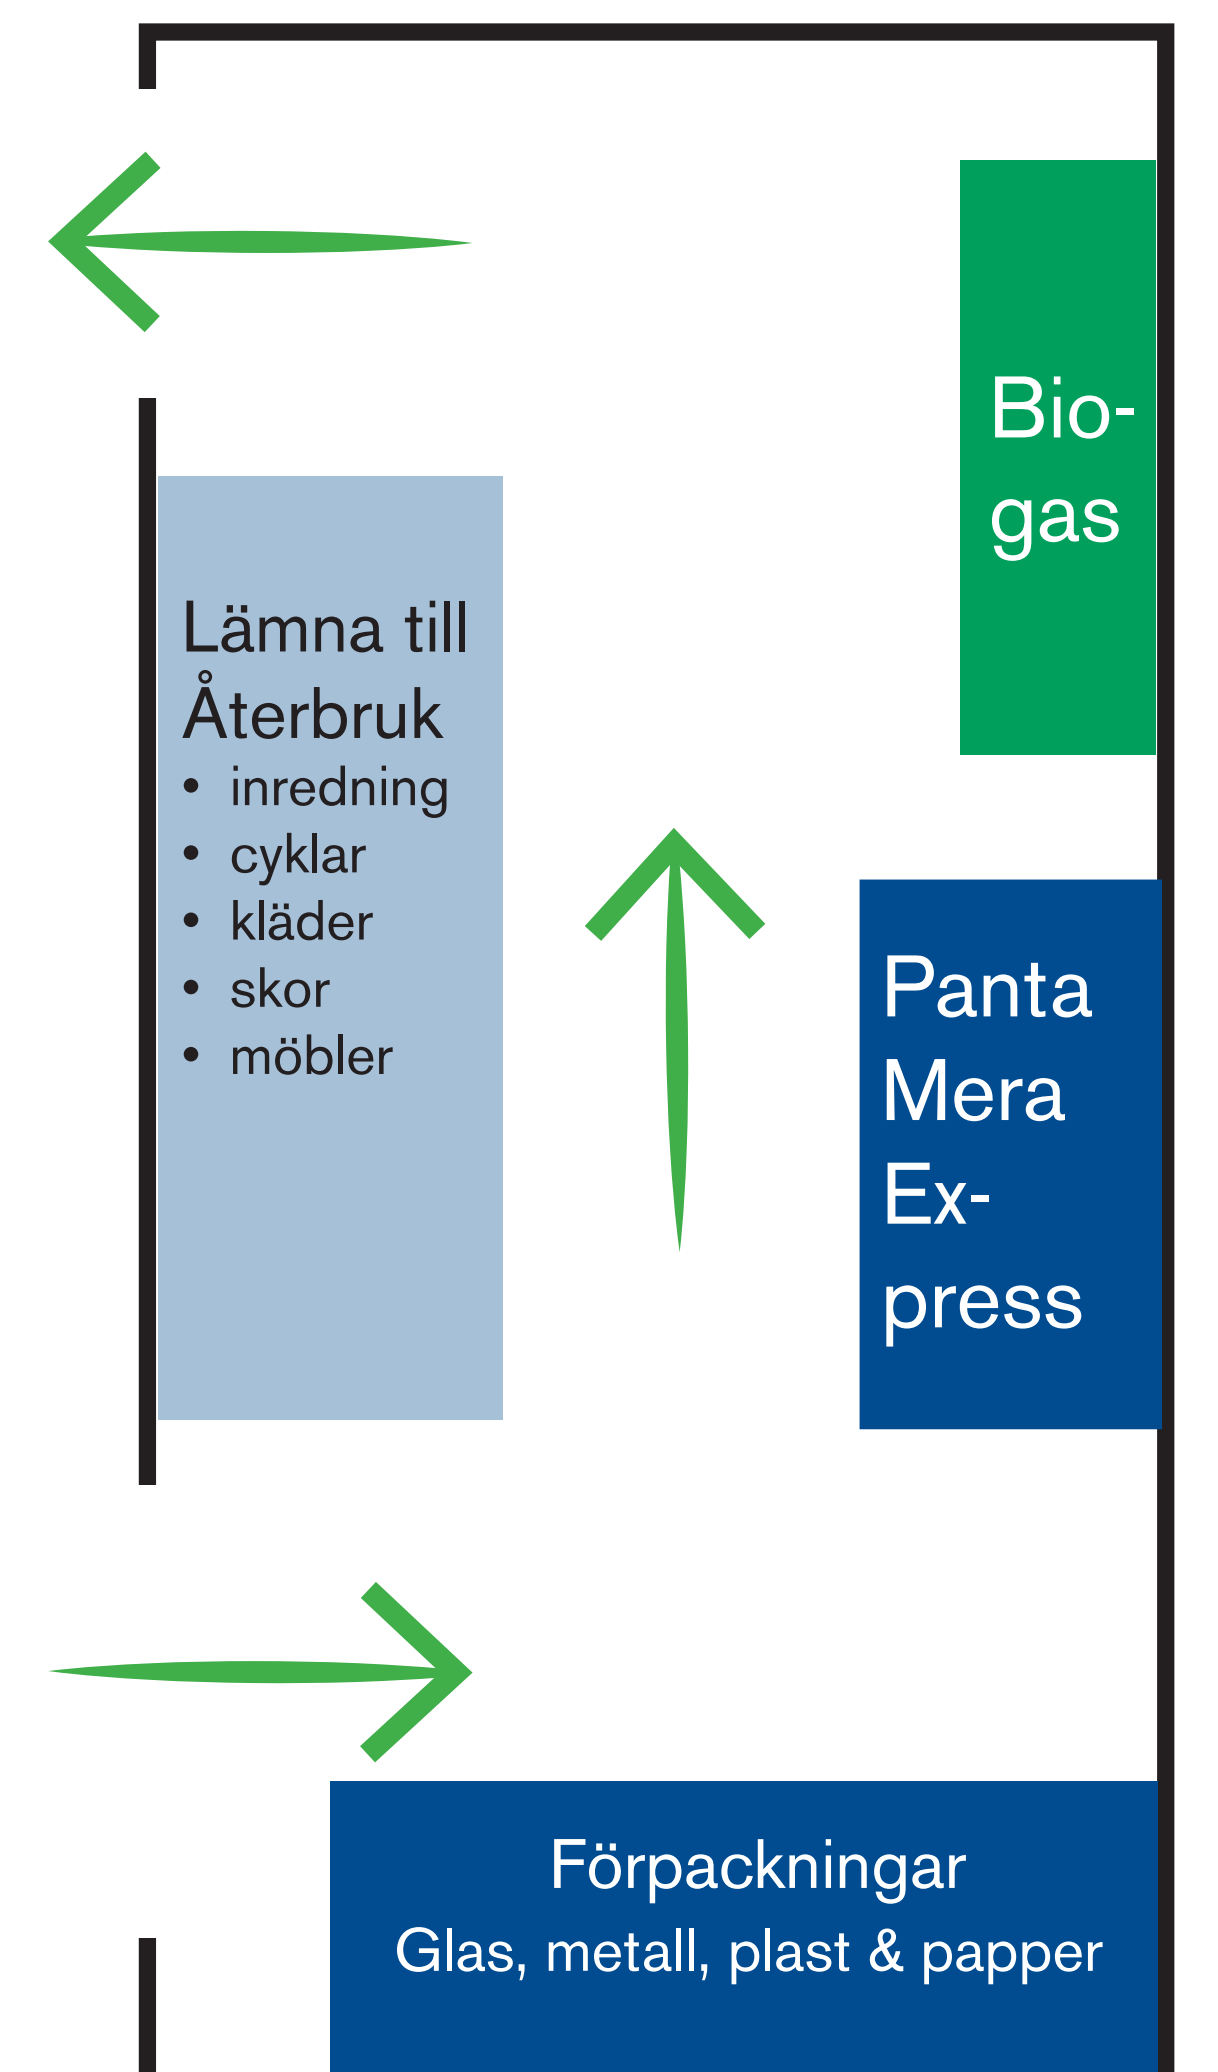 Bio-
gas
Lämna till
Återbruk
• inredning
• cyklar
• kläder
• skor
• möbler
Panta
Mera
Ex-
press
Förpackningar
Glas, metall, plast & papper